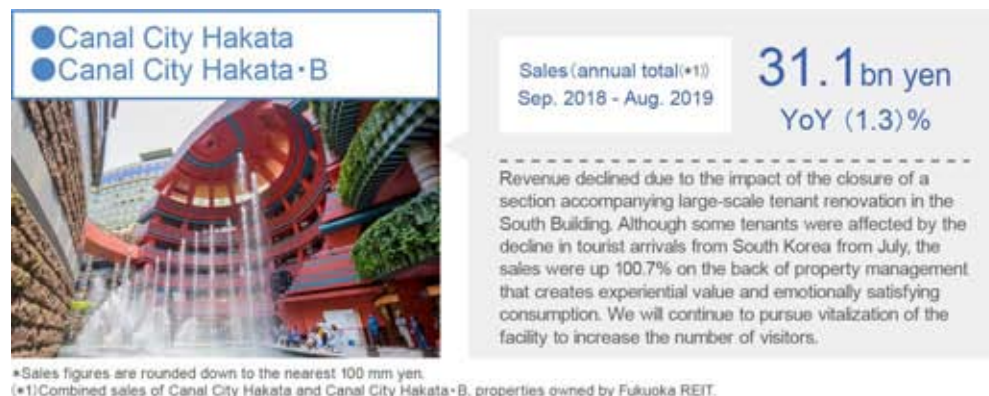 ●Canal City Hakata
●Canal City Hakata・B
Sales(annual total(*1))
Sep. 2018 - Aug. 2019
31.1bn yen
YoY (1.3)%
Revenue declined due to the impact of the closure of a
section accompanying large-scale tenant renovation in the
South Building. Although some tenants were affected by the
decline in tourist arrivals from South Korea from July, the
sales were up 100.7% on the back of property management
that creates experiential value and emotionally satisfying
consumption. We will continue to pursue vitalization of the
facility to increase the number of visitors.
*Sales figures are rounded down to the nearest 100 mm yen.
(*1)Combined sales of Canal City Hakata and Canal City Hakata・B, properties owned by Fukuoka REIT.